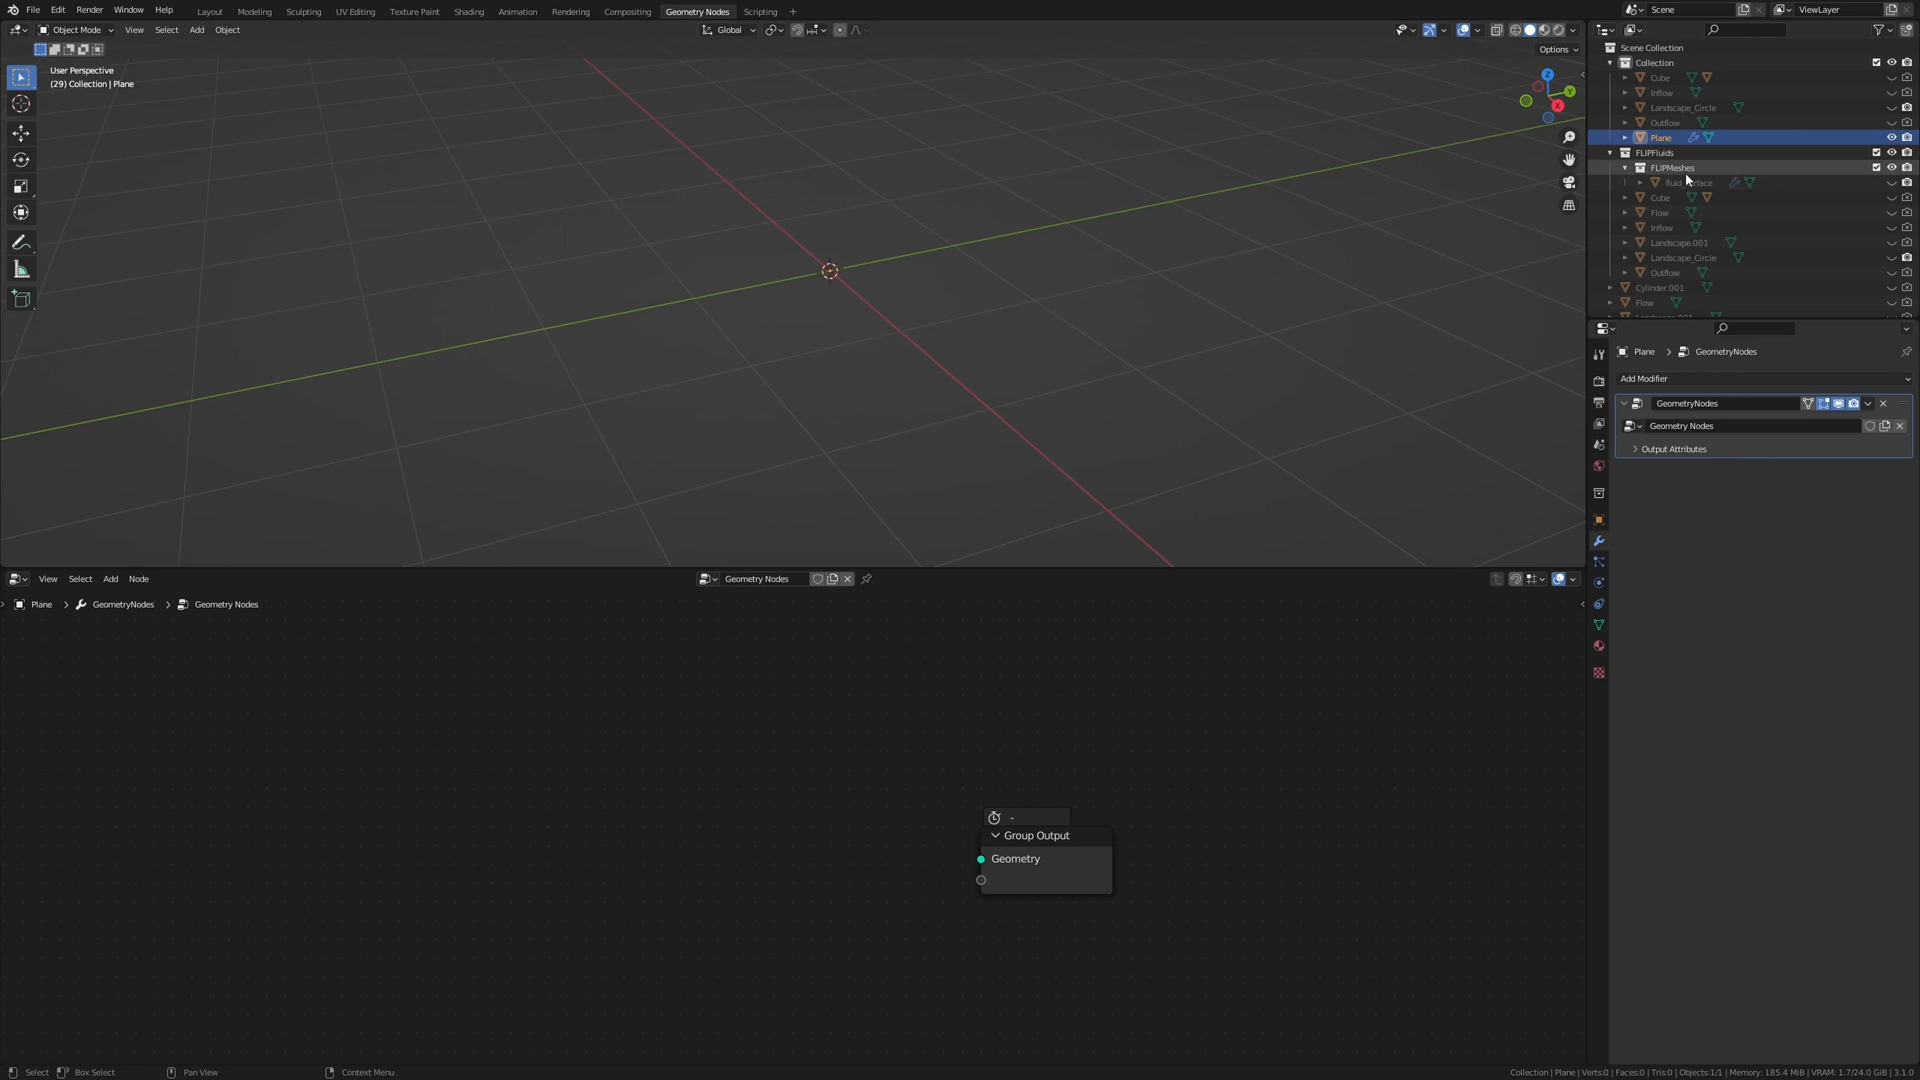 File Edit Render Window Help Layout Modeling Sculpting UV Editing Texture Paint Shading Animation Rendering Compositing Geometry Nodes Scripting + Scene ViewLayer
Object Mode View Select Add Object Global
Options
User Perspective
(29) Collection | Plane
Z
Y
X
Scene Collection
Collection
Cube
Inflow
Landscape_Circle
Outflow
Plane
FLIPFluids
FLIPMeshes
Cube
Flow
Inflow
Landscape.001
Landscape_Circle
Outflow
Cylinder.001
Flow
Plane > GeometryNodes
Add Modifier
GeometryNodes
Geometry Nodes
Output Attributes
View Select Add Node Geometry Nodes
Plane > GeometryNodes > Geometry Nodes
-
Group Output
Geometry
Select Box Select Pan View Context Menu Collection | Plane | Verts:0 | Faces:0 | Tris:0 | Objects:1/1 | Memory: 185.4 MiB | VRAM: 1.7/24.0 GiB | 3.1.0